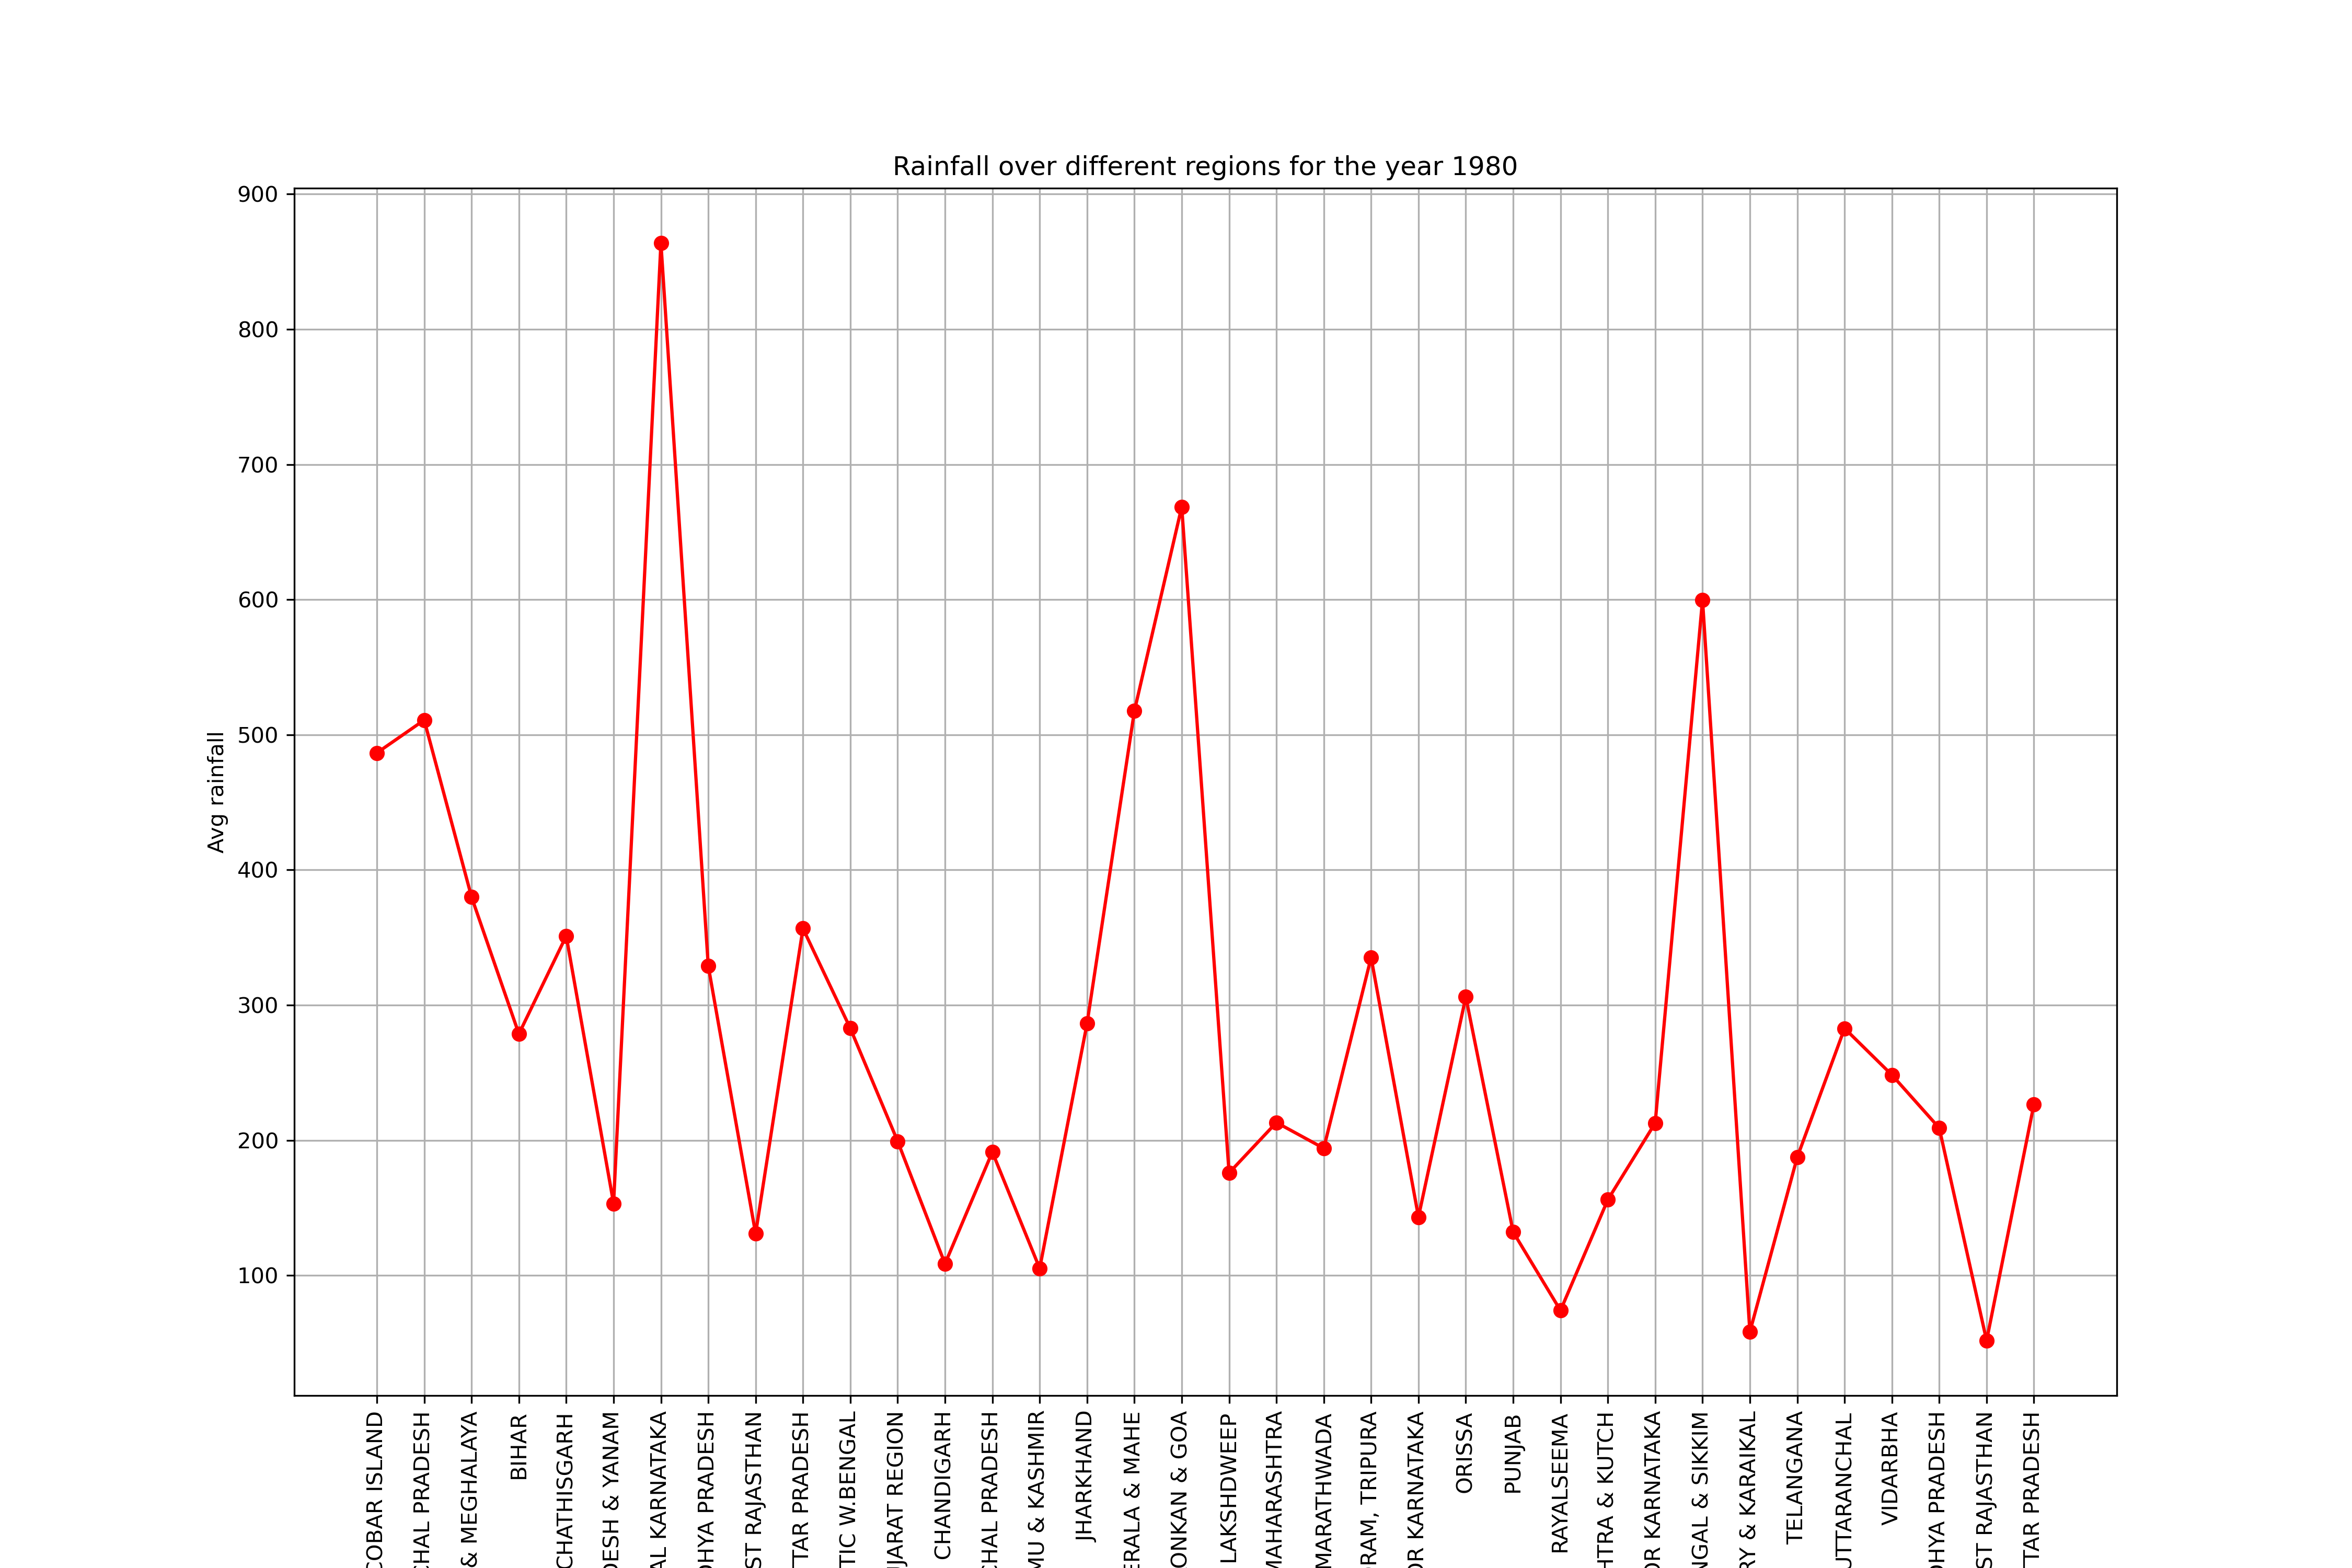 Rainfall over different regions for the year 1980
900
800
700
600
500
400
300
200
100
Avg rainfall
COBAR ISLAND
CHAL PRADESH
& MEGHALAYA
BIHAR
CHATHISGARH
DESH & YANAM
AL KARNATAKA
DHYA PRADESH
ST RAJASTHAN
TTAR PRADESH
TIC W.BENGAL
JARAT REGION
CHANDIGARH
CHAL PRADESH
MU & KASHMIR
JHARKHAND
ERALA & MAHE
ONKAN & GOA
LAKSHDWEEP
MAHARASHTRA
MARATHWADA
RAM, TRIPURA
OR KARNATAKA
ORISSA
PUNJAB
RAYALSEEMA
HTRA & KUTCH
OR KARNATAKA
NGAL & SIKKIM
RY & KARAIKAL
TELANGANA
UTTARANCHAL
VIDARBHA
DHYA PRADESH
ST RAJASTHAN
TTAR PRADESH